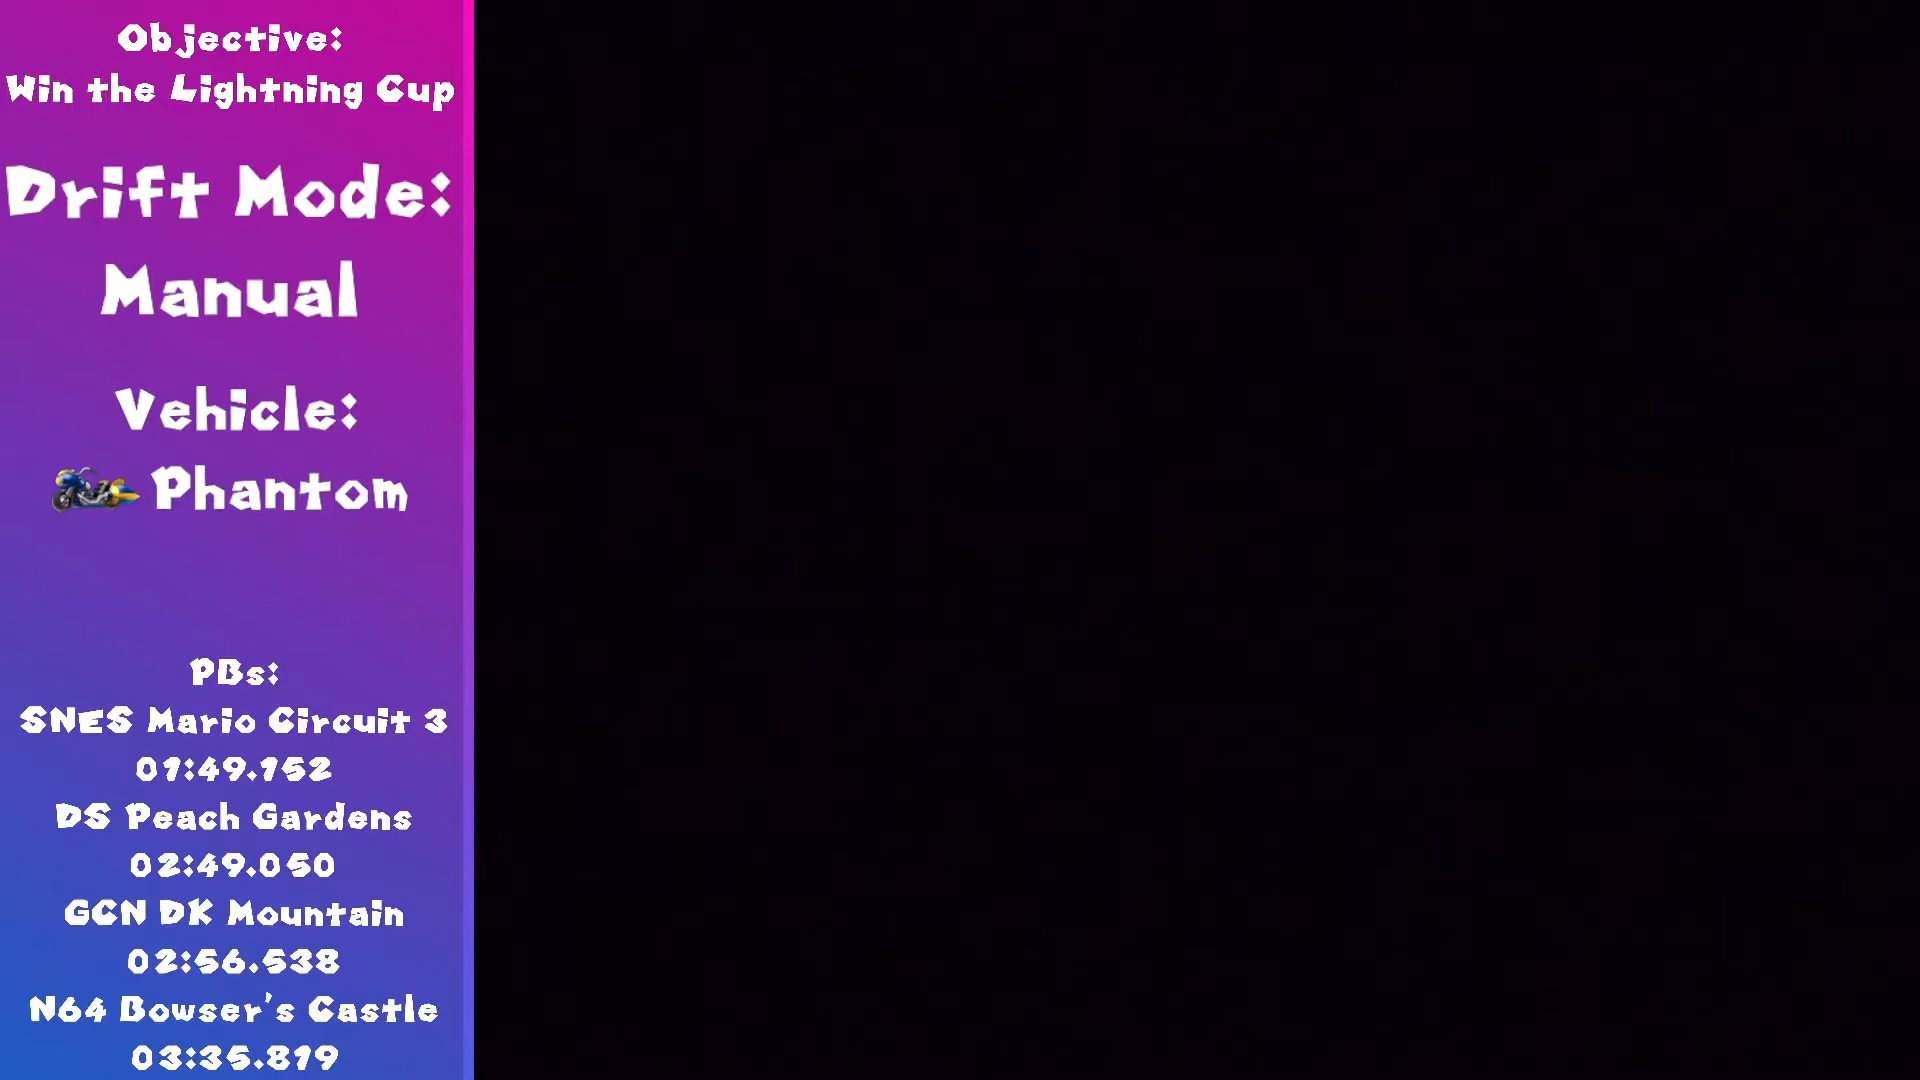 Objective:
Win the Lightning Cup
Drift Mode:
Manual
Vehicle:
Phantom
PBs:
SNES Mario Circuit 3
01:49.152
DS Peach Gardens
02:49.050
GCN DK Mountain
02:56.538
N64 Bowser's Castle
03:35.819